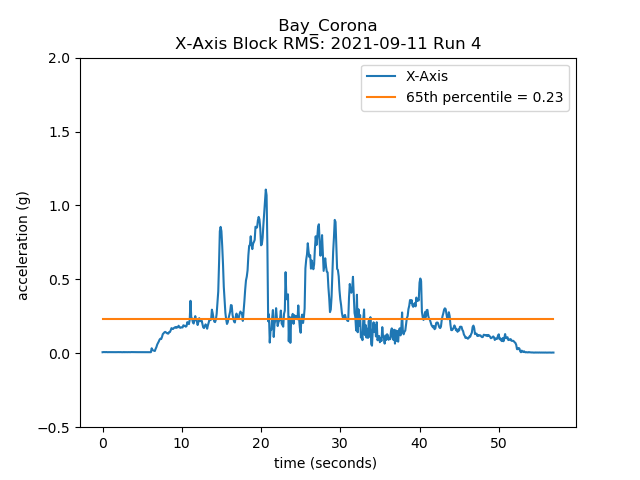 Bay_Corona
X-Axis Block RMS: 2021-09-11 Run 4
X-Axis
65th percentile = 0.23
2.0
1.5
1.0
0.5
0.0
−0.5
acceleration (g)
0 10 20 30 40 50
time (seconds)